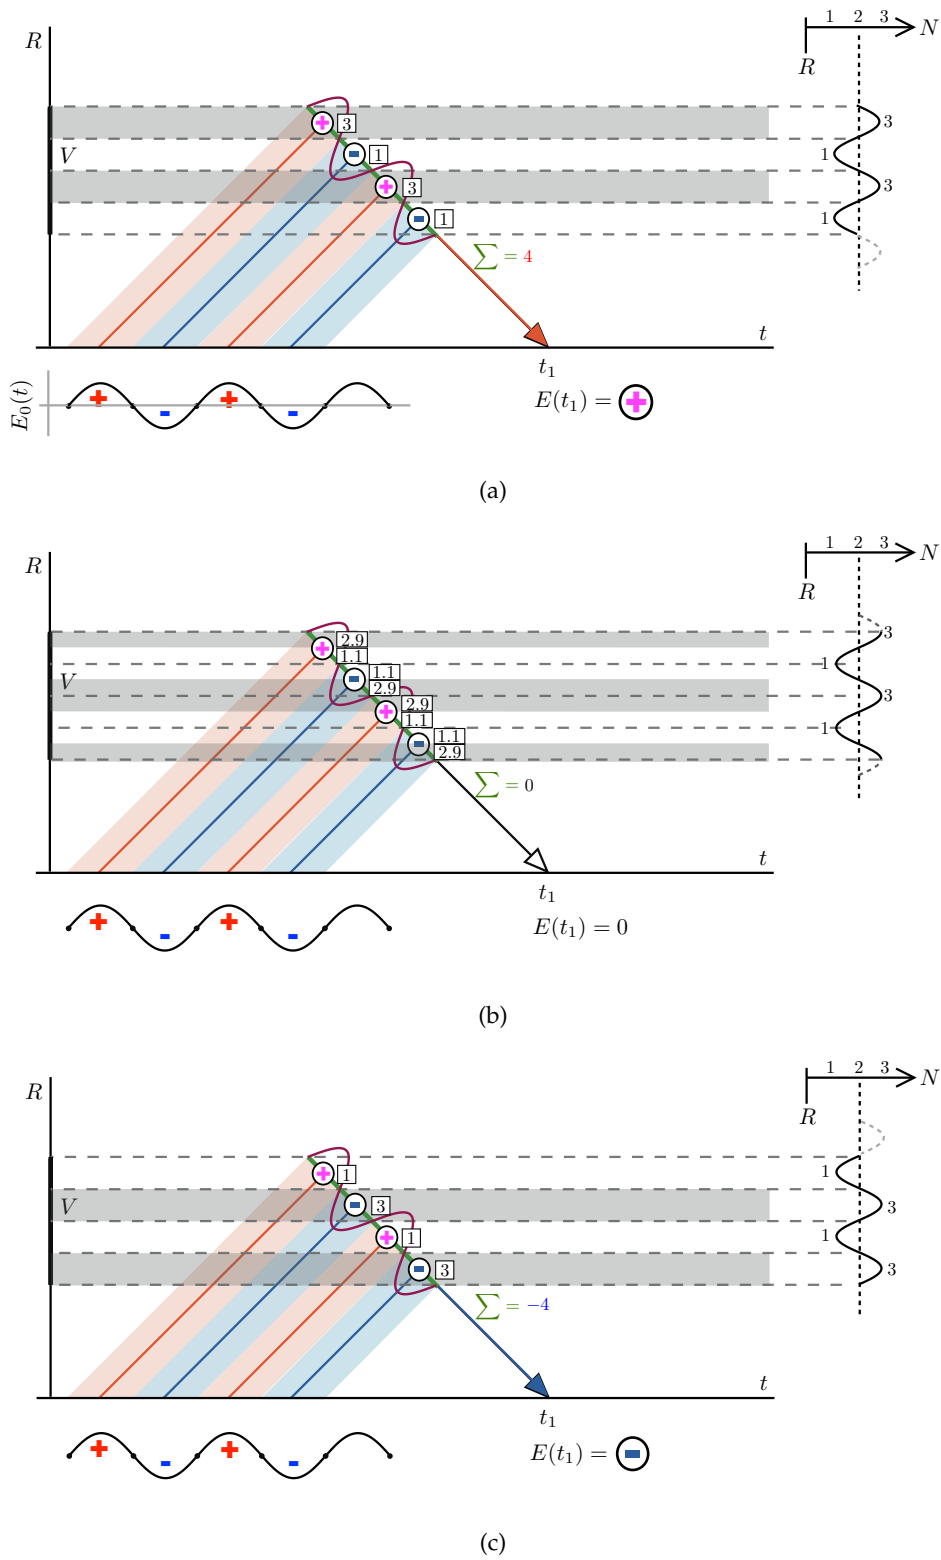 1 2 3
N
R
R
3
3
V
1
1
3
3
1
1
∑ = 4
t
t₁
E₀(t)
+ - + -
E(t₁) = +
(a)
1 2 3
N
R
R
2.9
3
1.1
1
1.1
V
2.9
2.9
3
1.1
1
1.1
2.9
3
∑ = 0
t
t₁
+ - + -
E(t₁) = 0
(b)
1 2 3
N
R
R
1
1
V
3
3
1
1
3
3
∑ = −4
t
t₁
+ - + -
E(t₁) = -
(c)